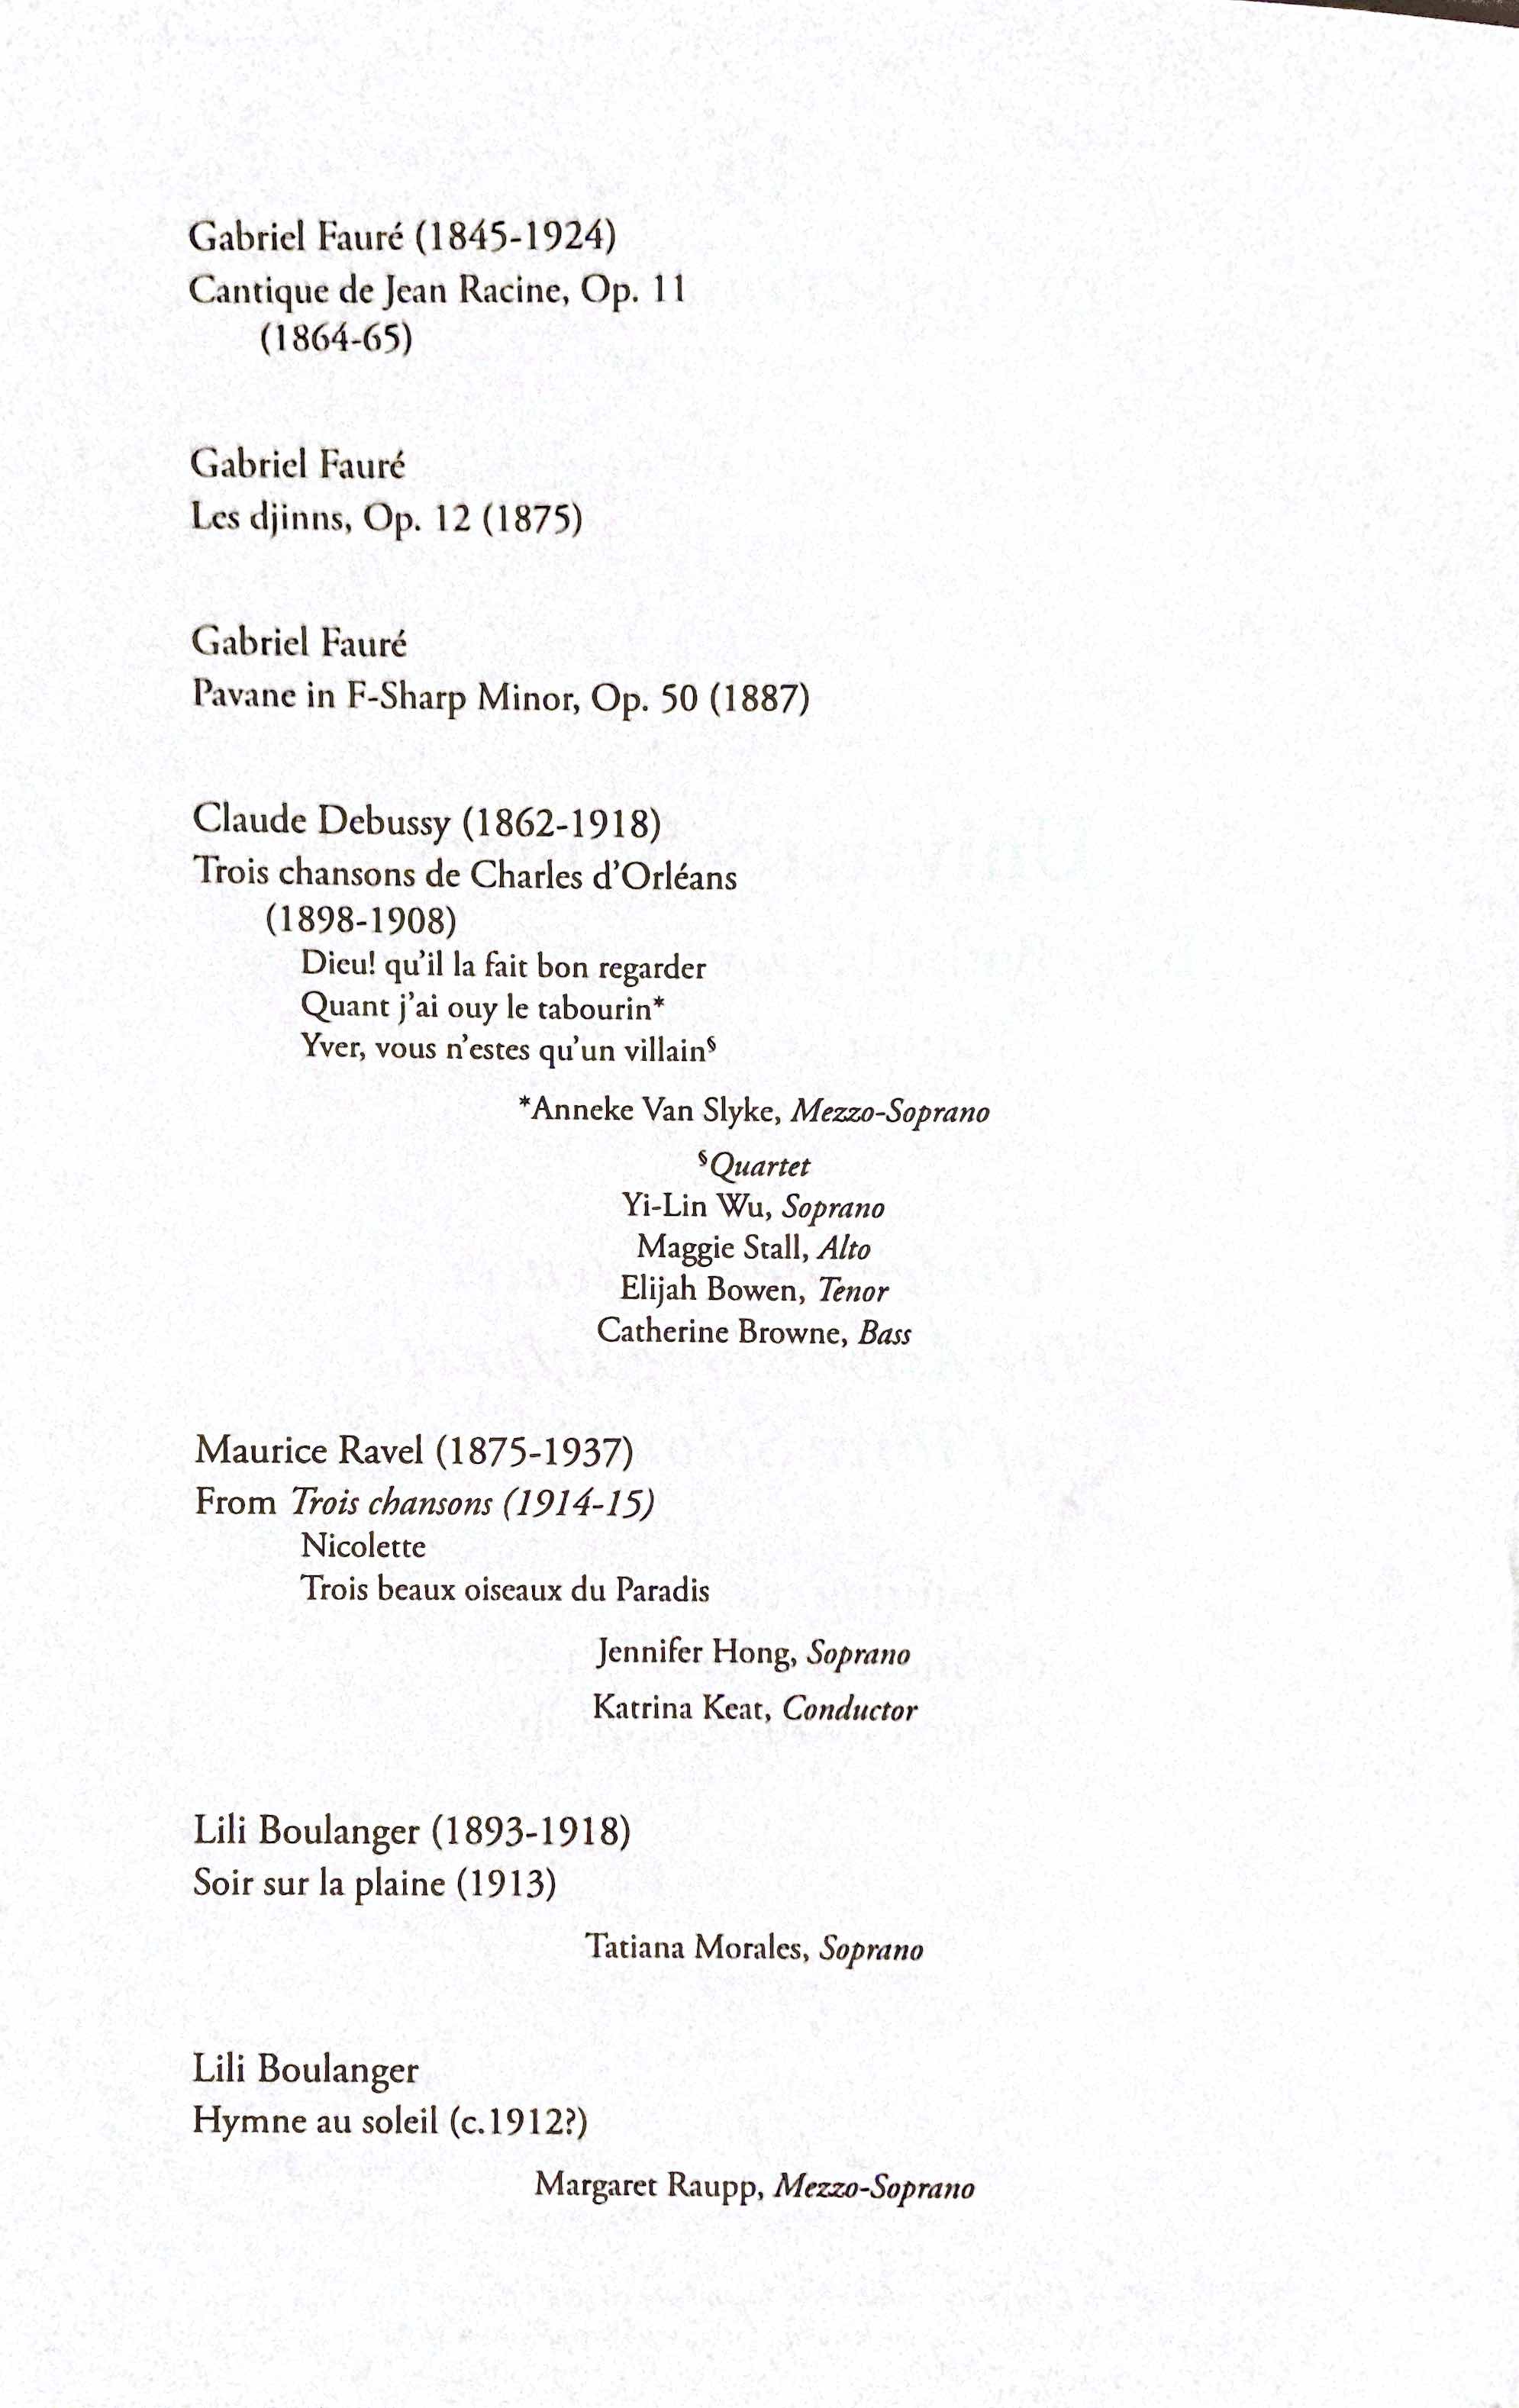 Gabriel Fauré (1845-1924)
Cantique de Jean Racine, Op. 11
(1864-65)
Gabriel Fauré
Les djinns, Op. 12 (1875)
Gabriel Fauré
Pavane in F-Sharp Minor, Op. 50 (1887)
Claude Debussy (1862-1918)
Trois chansons de Charles d'Orléans
(1898-1908)
Dieu! qu'il la fait bon regarder
Quant j'ai ouy le tabourin*
Yver, vous n'estes qu'un villain§
*Anneke Van Slyke, Mezzo-Soprano
§Quartet
Yi-Lin Wu, Soprano
Maggie Stall, Alto
Elijah Bowen, Tenor
Catherine Browne, Bass
Maurice Ravel (1875-1937)
From Trois chansons (1914-15)
Nicolette
Trois beaux oiseaux du Paradis
Jennifer Hong, Soprano
Katrina Keat, Conductor
Lili Boulanger (1893-1918)
Soir sur la plaine (1913)
Tatiana Morales, Soprano
Lili Boulanger
Hymne au soleil (c.1912?)
Margaret Raupp, Mezzo-Soprano